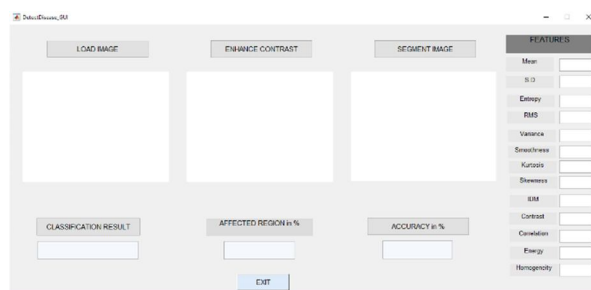 DetectDisease_GUI
LOAD IMAGE
ENHANCE CONTRAST
SEGMENT IMAGE
FEATURES
Mean
S.D
Entropy
RMS
Variance
Smoothness
Kurtosis
Skewness
IDM
Contrast
Correlation
Energy
Homogeneity
CLASSIFICATION RESULT
AFFECTED REGION in %
ACCURACY in %
EXIT